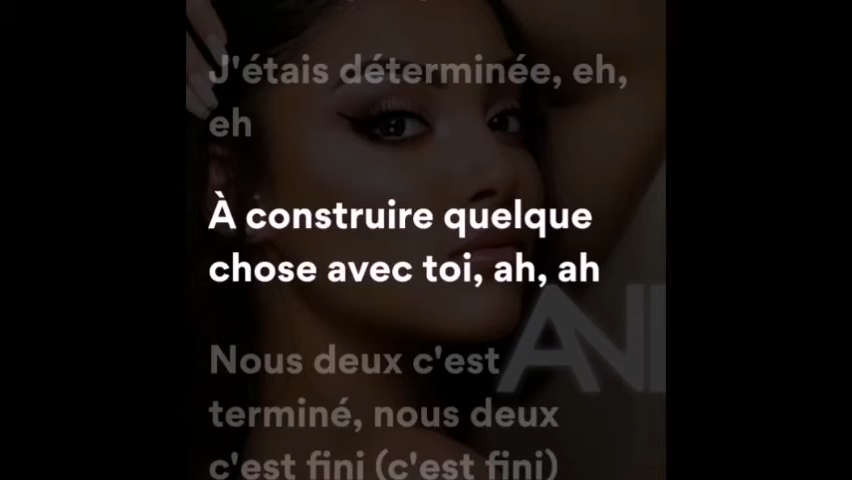 J'étais déterminée, eh,
eh
À construire quelque
chose avec toi, ah, ah
Nous deux c'est
terminé, nous deux
c'est fini (c'est fini)